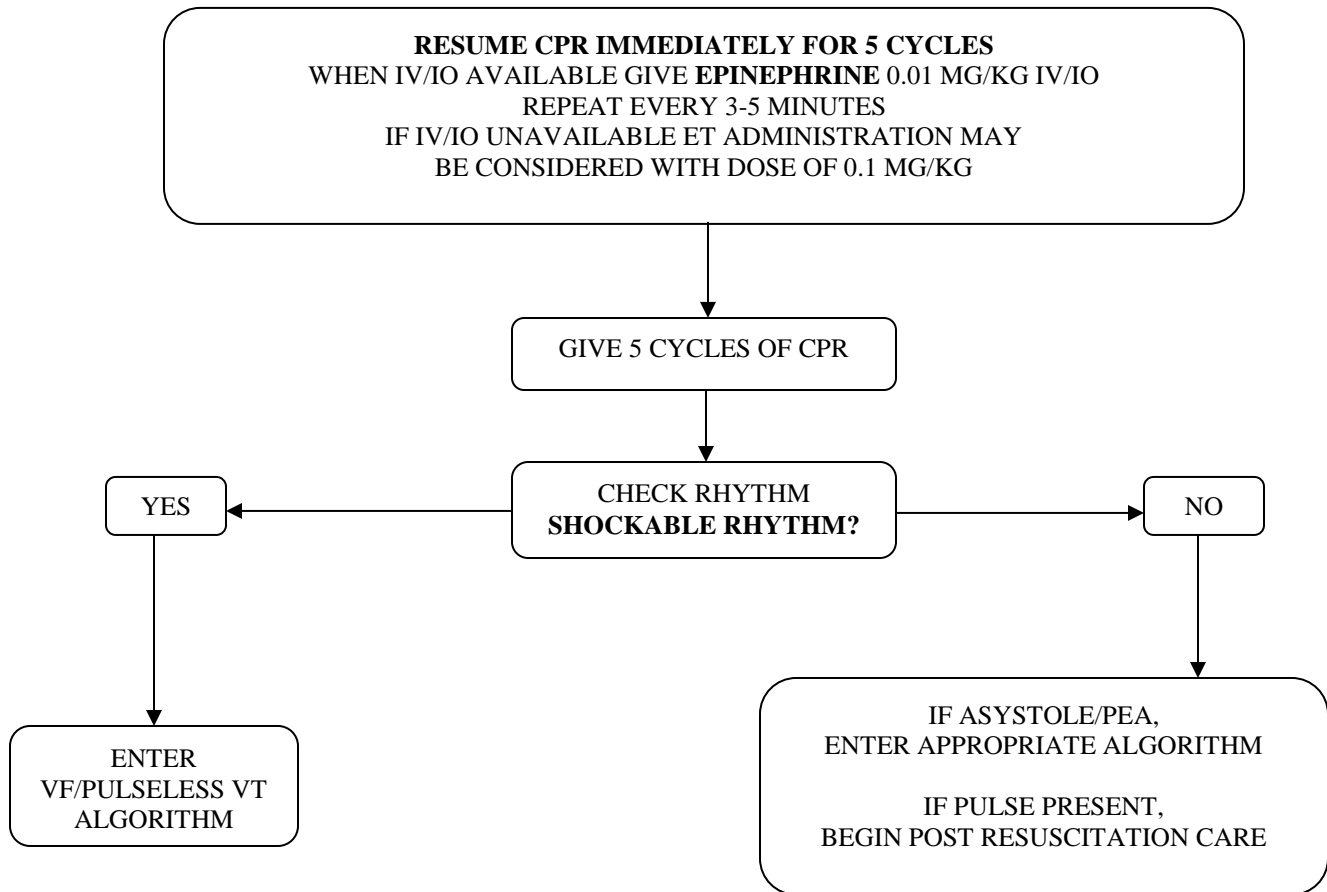 RESUME CPR IMMEDIATELY FOR 5 CYCLES
WHEN IV/IO AVAILABLE GIVE EPINEPHRINE 0.01 MG/KG IV/IO
REPEAT EVERY 3-5 MINUTES
IF IV/IO UNAVAILABLE ET ADMINISTRATION MAY
BE CONSIDERED WITH DOSE OF 0.1 MG/KG
GIVE 5 CYCLES OF CPR
YES
CHECK RHYTHM
SHOCKABLE RHYTHM?
NO
ENTER
VF/PULSELESS VT
ALGORITHM
IF ASYSTOLE/PEA,
ENTER APPROPRIATE ALGORITHM
IF PULSE PRESENT,
BEGIN POST RESUSCITATION CARE